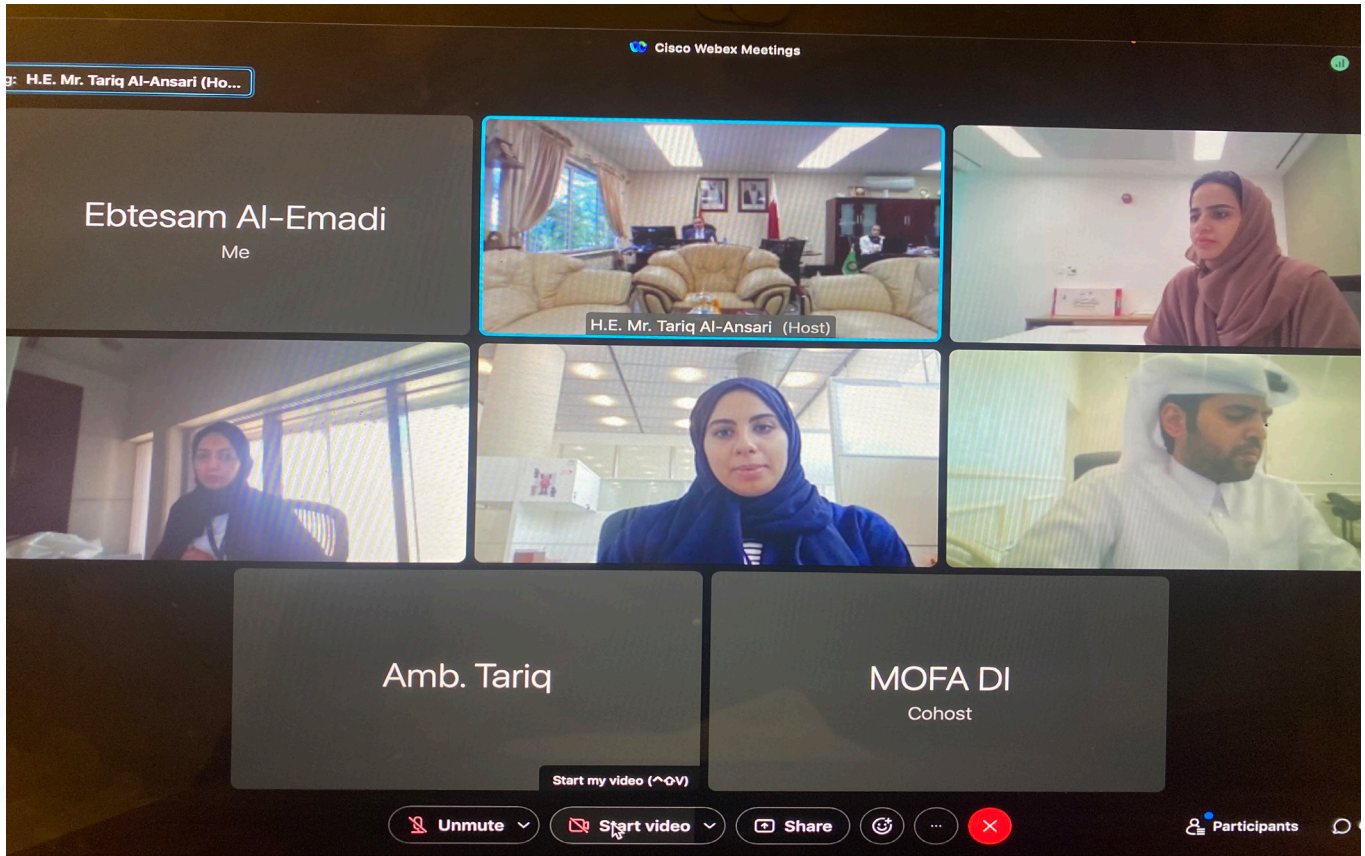 Cisco Webex Meetings
g: H.E. Mr. Tariq Al-Ansari (Ho...
Ebtesam Al-Emadi
Me
H.E. Mr. Tariq Al-Ansari (Host)
Amb. Tariq
MOFA DI
Cohost
Start my video (^⇧V)
Unmute
Start video
Share
Participants